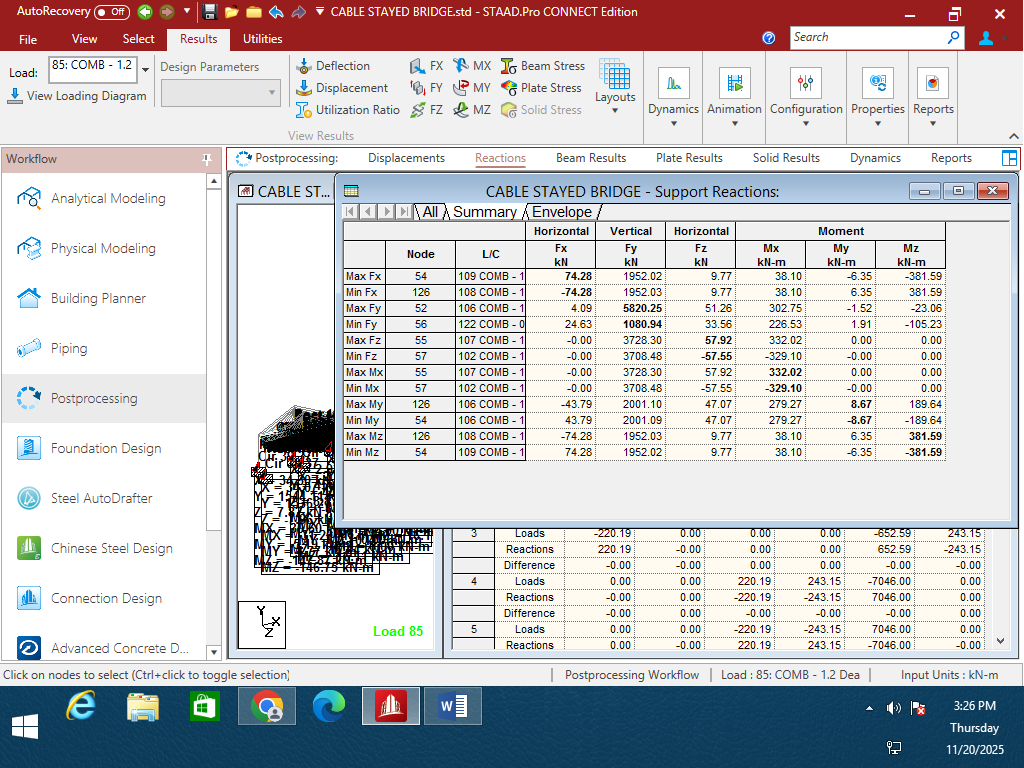 AutoRecovery Off CABLE STAYED BRIDGE.std - STAAD.Pro CONNECT Edition
File View Select Results Utilities Search
Load: 85: COMB - 1.2 Design Parameters Deflection FX MX Beam Stress
View Loading Diagram Displacement FY MY Plate Stress Layouts Dynamics Animation Configuration Properties Reports
Utilization Ratio FZ MZ Solid Stress
View Results
Workflow Postprocessing: Displacements Reactions Beam Results Plate Results Solid Results Dynamics Reports
Analytical Modeling
Physical Modeling
Building Planner
Piping
Postprocessing
Foundation Design
Steel AutoDrafter
Chinese Steel Design
Connection Design
Advanced Concrete D...
CABLE ST...
CABLE STAYED BRIDGE - Support Reactions:
All Summary Envelope
Horizontal Vertical Horizontal Moment
Node L/C Fx kN Fy kN Fz kN Mx kN-m My kN-m Mz kN-m
Max Fx 54 109 COMB - 1 74.28 1952.02 9.77 38.10 -6.35 -381.59
Min Fx 126 108 COMB - 1 -74.28 1952.03 9.77 38.10 6.35 381.59
Max Fy 52 106 COMB - 1 4.09 5820.25 51.26 302.75 -1.52 -23.06
Min Fy 56 122 COMB - 0 24.63 1080.94 33.56 226.53 1.91 -105.23
Max Fz 55 107 COMB - 1 -0.00 3728.30 57.92 332.02 0.00 0.00
Min Fz 57 102 COMB - 1 -0.00 3708.48 -57.55 -329.10 -0.00 -0.00
Max Mx 55 107 COMB - 1 -0.00 3728.30 57.92 332.02 0.00 0.00
Min Mx 57 102 COMB - 1 -0.00 3708.48 -57.55 -329.10 -0.00 -0.00
Max My 126 106 COMB - 1 -43.79 2001.10 47.07 279.27 8.67 189.64
Min My 54 106 COMB - 1 43.79 2001.09 47.07 279.27 -8.67 -189.64
Max Mz 126 108 COMB - 1 -74.28 1952.03 9.77 38.10 6.35 381.59
Min Mz 54 109 COMB - 1 74.28 1952.02 9.77 38.10 -6.35 -381.59
MZ = -146.75 kN-m
Y
X
Z
Load 85
3 Loads -220.19 0.00 0.00 0.00 -652.59 243.15
Reactions 220.19 -0.00 0.00 0.00 652.59 -243.15
Difference -0.00 -0.00 0.00 0.00 -0.00 -0.00
4 Loads 0.00 0.00 220.19 243.15 -7046.00 0.00
Reactions 0.00 0.00 -220.19 -243.15 7046.00 0.00
Difference -0.00 0.00 -0.00 -0.00 -0.00 0.00
5 Loads 0.00 0.00 -220.19 -243.15 7046.00 0.00
Reactions 0.00 0.00 220.19 243.15 -7046.00 -0.00
Click on nodes to select (Ctrl+click to toggle selection) Postprocessing Workflow Load : 85: COMB - 1.2 Dea Input Units : kN-m
3:26 PM
Thursday
11/20/2025